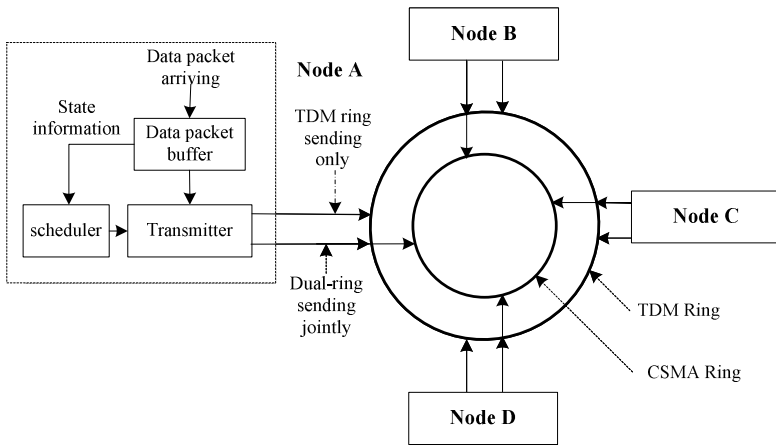 Node B
Node A
Data packet
arriving
State
information
Data packet
buffer
TDM ring
sending
only
scheduler
Transmitter
Node C
Dual-ring
sending
jointly
TDM Ring
CSMA Ring
Node D